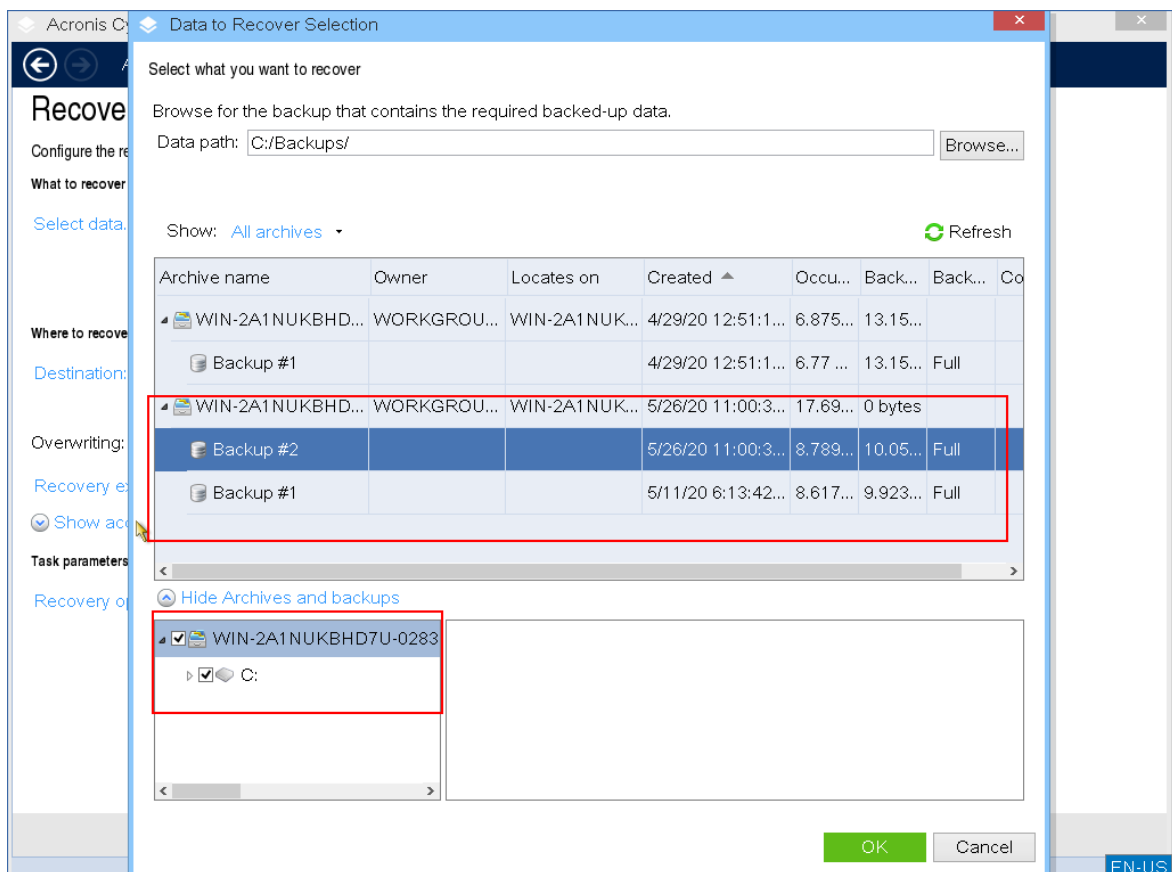 Acronis Cy
Data to Recover Selection
Select what you want to recover
Recove
Browse for the backup that contains the required backed-up data.
Configure the re
Data path: C:/Backups/ Browse...
What to recover
Select data.
Show: All archives Refresh
Archive name Owner Locates on Created Occu... Back... Back... Co
WIN-2A1NUKBHD... WORKGROU... WIN-2A1NUK... 4/29/20 12:51:1... 6.875... 13.15...
Where to recove
Backup #1 4/29/20 12:51:1... 6.77 ... 13.15... Full
Destination:
WIN-2A1NUKBHD... WORKGROU... WIN-2A1NUK... 5/26/20 11:00:3... 17.69... 0 bytes
Overwriting:
Backup #2 5/26/20 11:00:3... 8.789... 10.05... Full
Recovery e
Backup #1 5/11/20 6:13:42... 8.617... 9.923... Full
Show acc
Task parameters
Recovery o
Hide Archives and backups
WIN-2A1NUKBHD7U-0283
C:
OK Cancel
EN-US